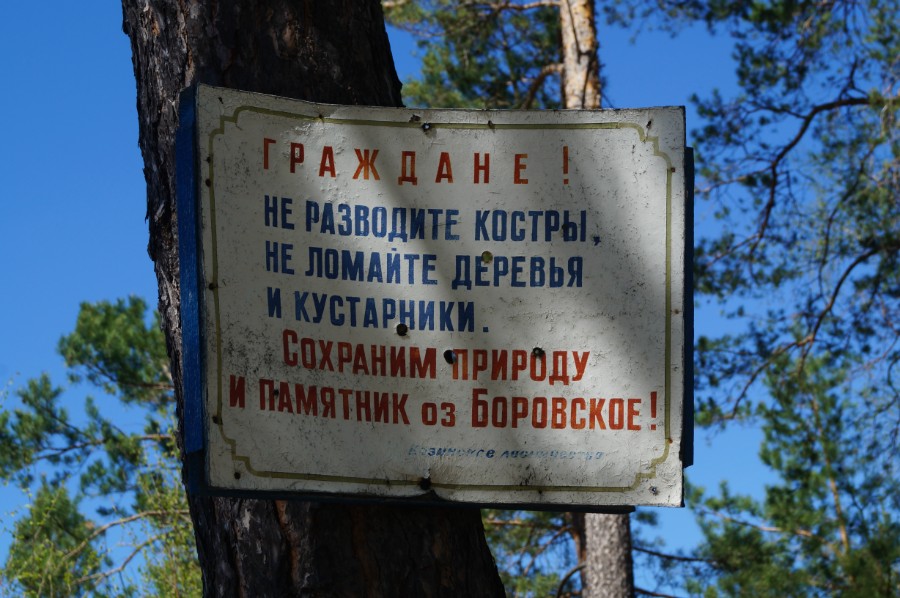 ГРАЖДАНЕ!
НЕ РАЗВОДИТЕ КОСТРЫ,
НЕ ЛОМАЙТЕ ДЕРЕВЬЯ
И КУСТАРНИКИ.
СОХРАНИМ ПРИРОДУ
И ПАМЯТНИК ОЗ БОРОВСКОЕ!